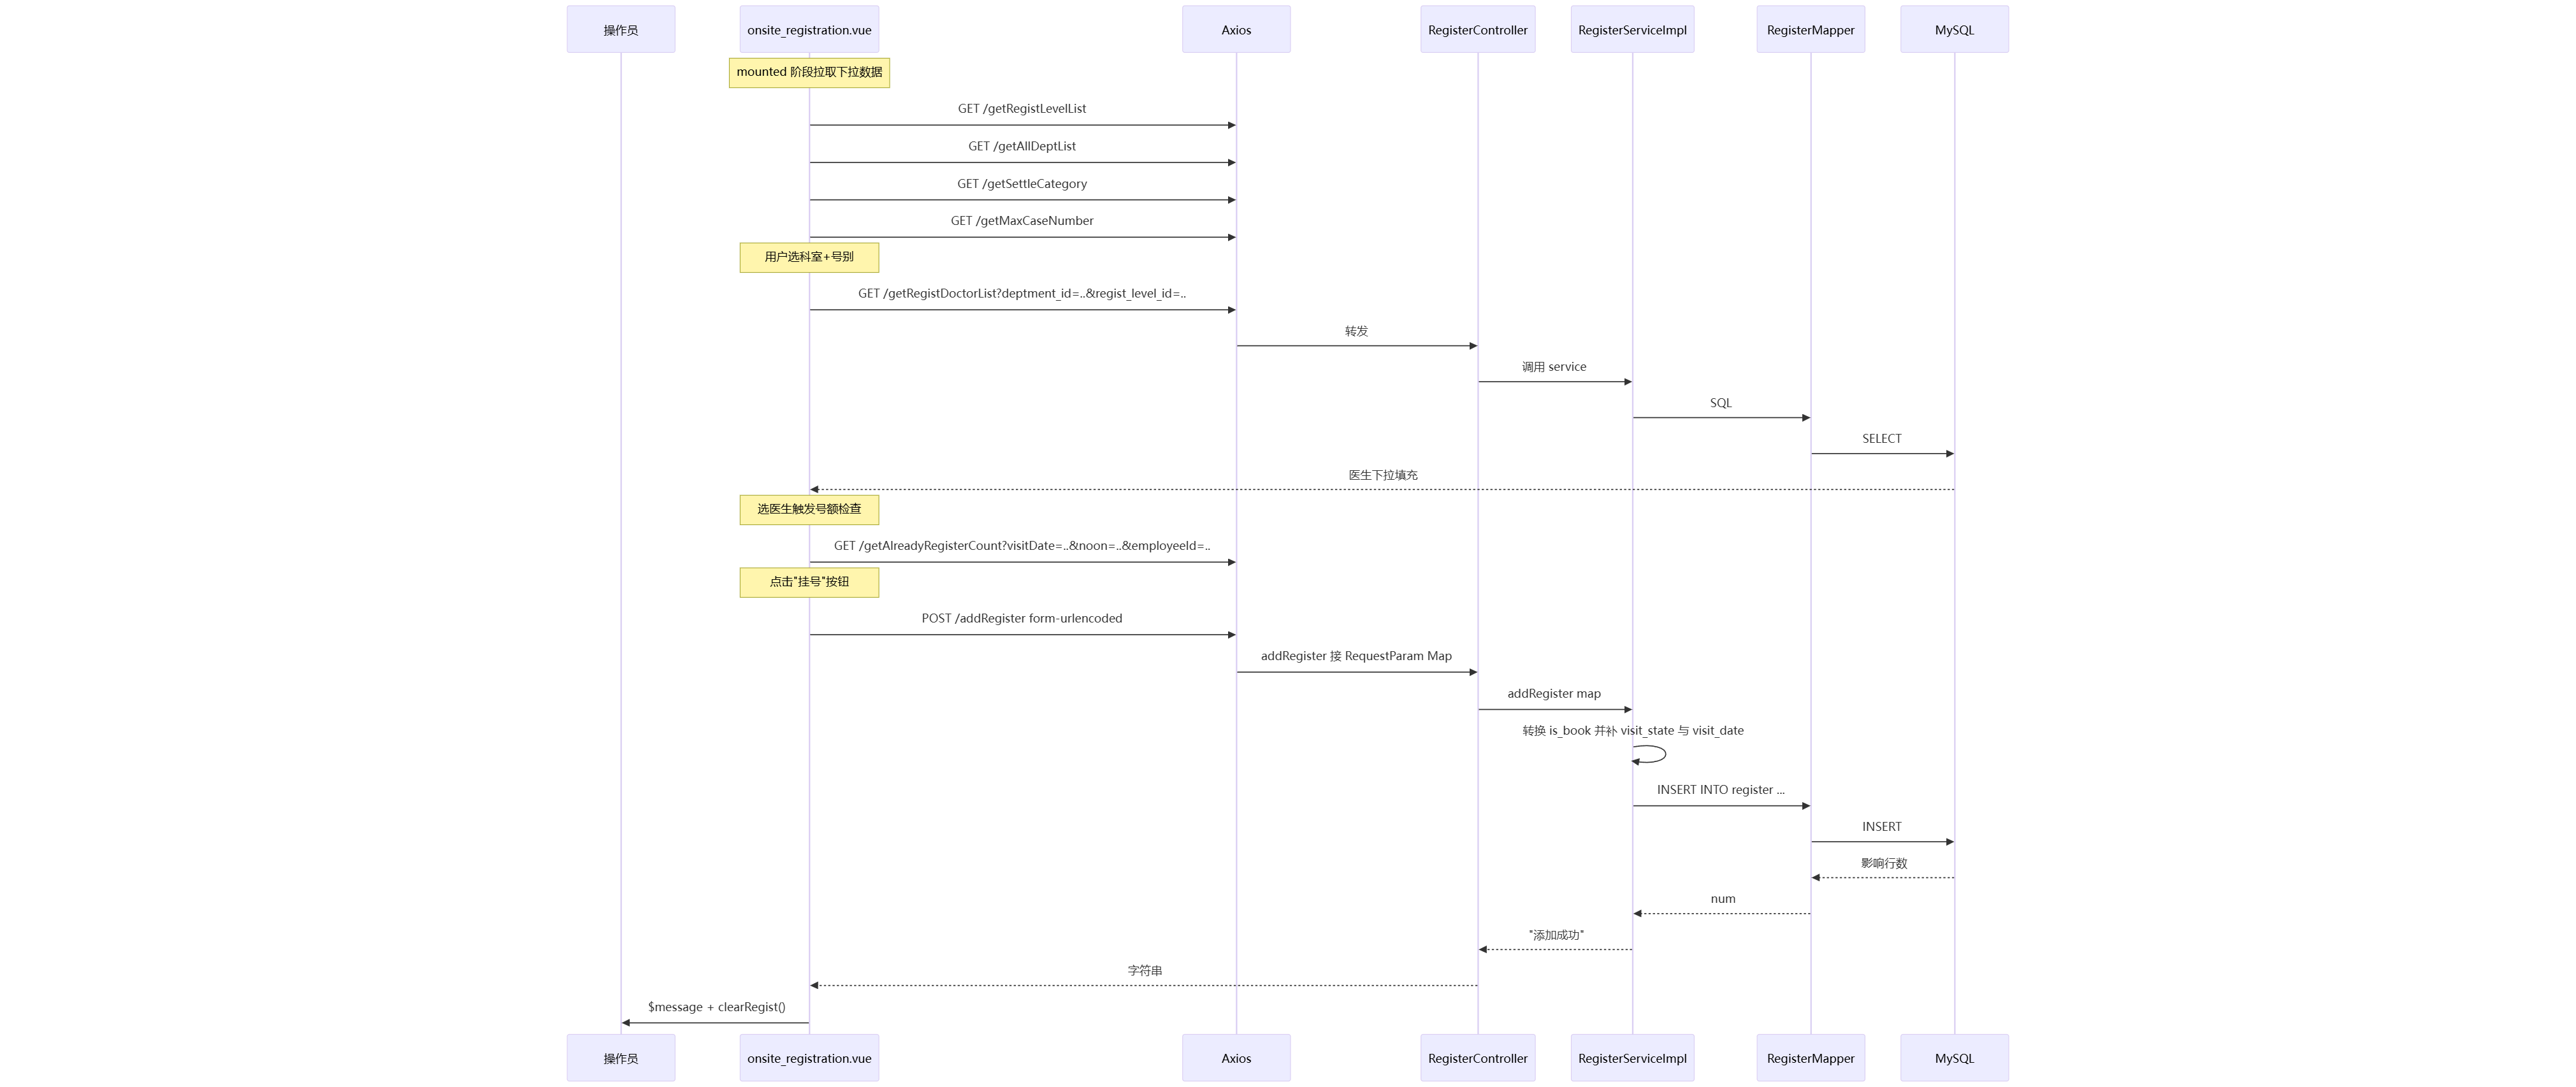 操作员
onsite_registration.vue
Axios
RegisterController
RegisterServiceImpl
RegisterMapper
MySQL
mounted 阶段拉取下拉数据
GET /getRegistLevelList
GET /getAllDeptList
GET /getSettleCategory
GET /getMaxCaseNumber
用户选科室+号别
GET /getRegistDoctorList?deptment_id=..&regist_level_id=..
转发
调用 service
SQL
SELECT
医生下拉填充
选医生触发号额检查
GET /getAlreadyRegisterCount?visitDate=..&noon=..&employeeId=..
点击"挂号"按钮
POST /addRegister form-urlencoded
addRegister 接 RequestParam Map
addRegister map
转换 is_book 并补 visit_state 与 visit_date
INSERT INTO register ...
INSERT
影响行数
num
"添加成功"
字符串
$message + clearRegist()
操作员
onsite_registration.vue
Axios
RegisterController
RegisterServiceImpl
RegisterMapper
MySQL